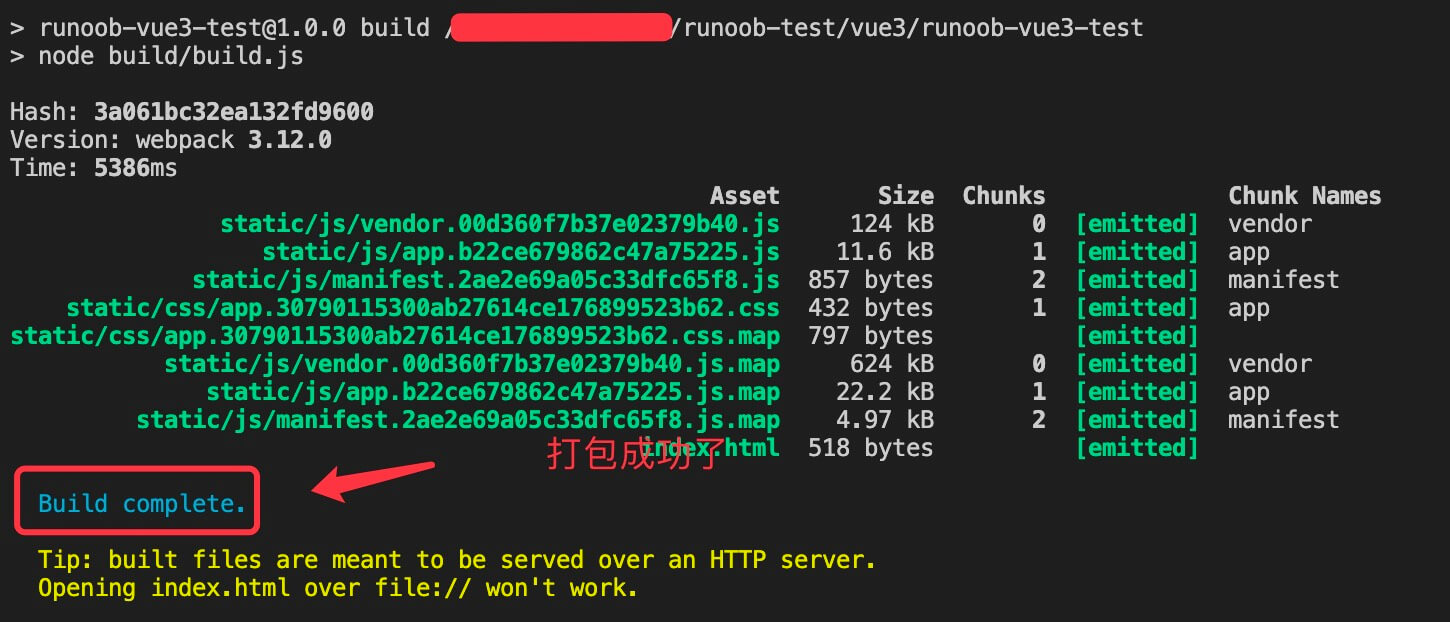 > runoob-vue3-test@1.0.0 build / /runoob-test/vue3/runoob-vue3-test
> node build/build.js
Hash: 3a061bc32ea132fd9600
Version: webpack 3.12.0
Time: 5386ms
Asset Size Chunks Chunk Names
static/js/vendor.00d360f7b37e02379b40.js 124 kB 0 [emitted] vendor
static/js/app.b22ce679862c47a75225.js 11.6 kB 1 [emitted] app
static/js/manifest.2ae2e69a05c33dfc65f8.js 857 bytes 2 [emitted] manifest
static/css/app.30790115300ab27614ce176899523b62.css 432 bytes 1 [emitted] app
static/css/app.30790115300ab27614ce176899523b62.css.map 797 bytes [emitted]
static/js/vendor.00d360f7b37e02379b40.js.map 624 kB 0 [emitted] vendor
static/js/app.b22ce679862c47a75225.js.map 22.2 kB 1 [emitted] app
static/js/manifest.2ae2e69a05c33dfc65f8.js.map 4.97 kB 2 [emitted] manifest
index.html 518 bytes [emitted]
打包成功了
Build complete.
Tip: built files are meant to be served over an HTTP server.
Opening index.html over file:// won't work.